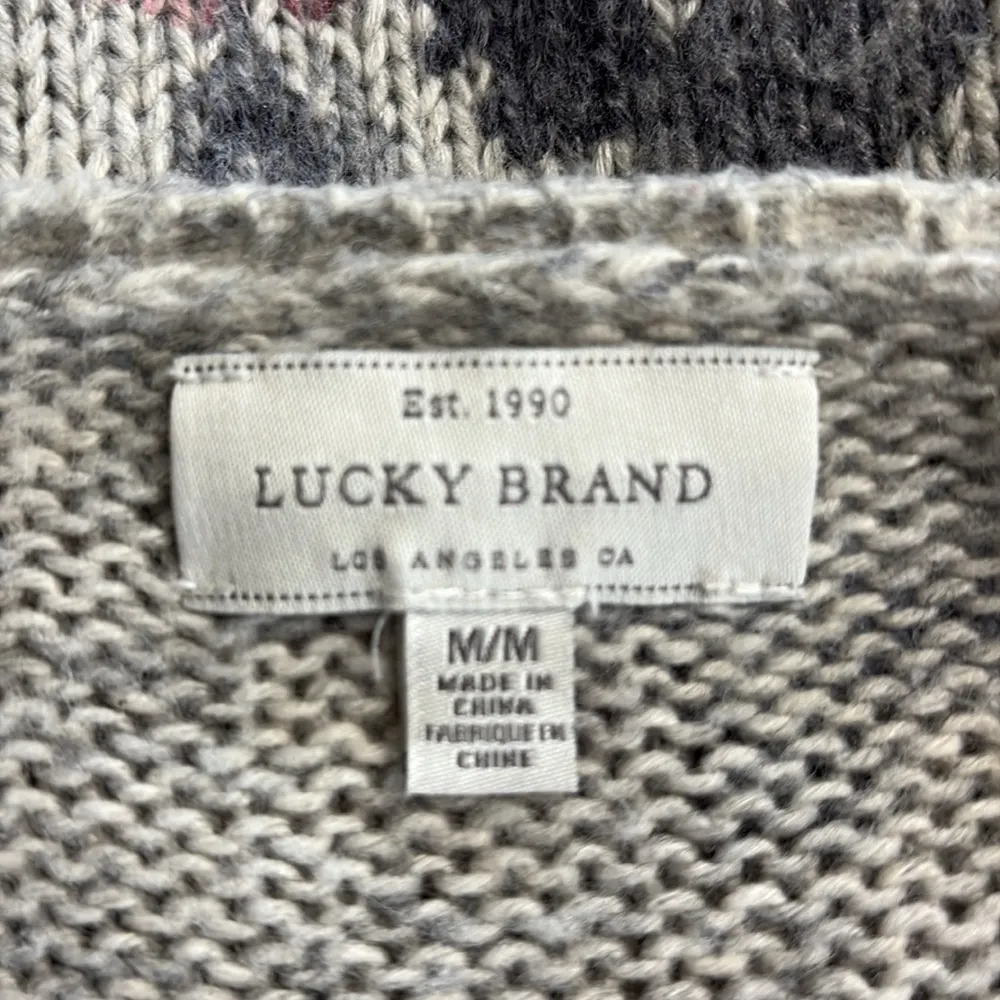 Est. 1990
LUCKY BRAND
LOS ANGELES CA
M/M
MADE IN
CHINA
FABRIQUE EN
CHINE